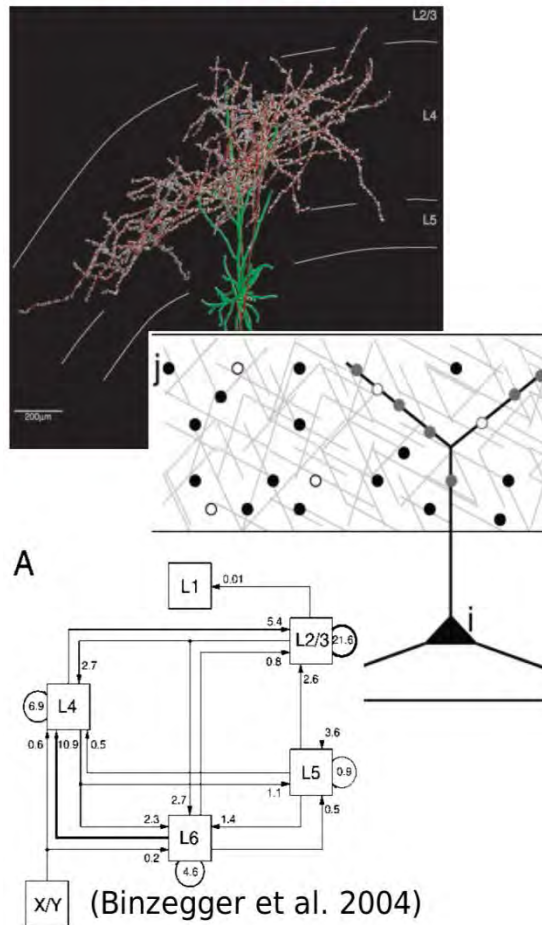 L2/3
L4
L5
200μm
j
i
A
L1
0.01
5.4
L2/3
21.6
2.7
0.8
6.9
L4
2.6
0.6
10.9
0.5
3.6
L5
0.9
1.1
2.7
0.5
2.3
1.4
L6
0.2
4.6
X/Y
(Binzegger et al. 2004)